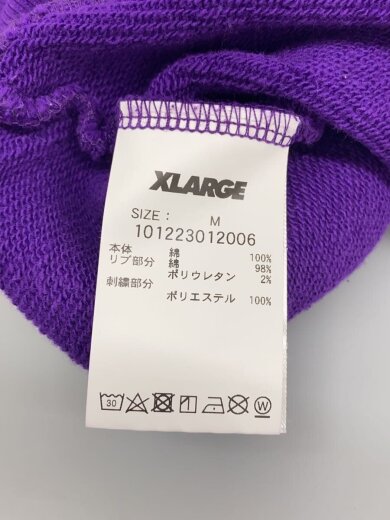 XLARGE
SIZE : M
101223012006
本体 綿 100%
リブ部分 綿 98%
ポリウレタン 2%
刺繍部分 ポリエステル 100%
30 W